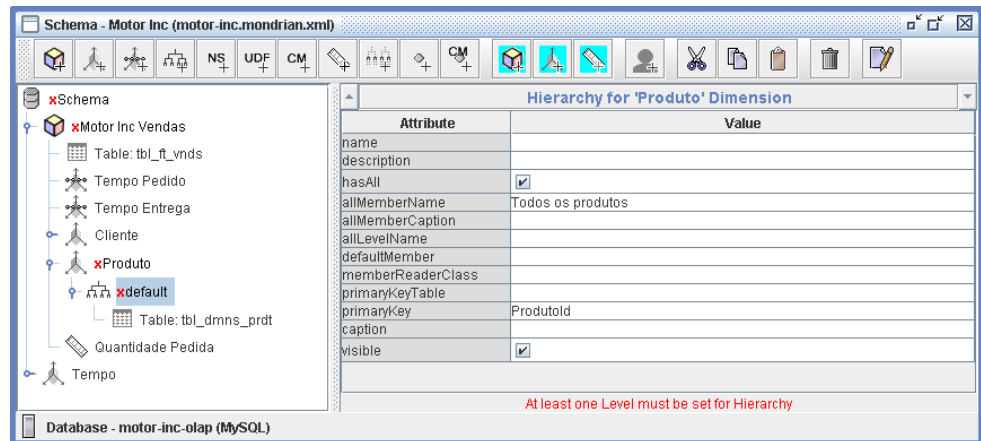 Schema - Motor Inc (motor-inc.mondrian.xml)
NS UDF CM CM
xSchema
xMotor Inc Vendas
Table: tbl_ft_vnds
Tempo Pedido
Tempo Entrega
Cliente
xProduto
xdefault
Table: tbl_dmns_prdt
Quantidade Pedida
Tempo
Hierarchy for 'Produto' Dimension
Attribute Value
name
description
hasAll
allMemberName Todos os produtos
allMemberCaption
allLevelName
defaultMember
memberReaderClass
primaryKeyTable
primaryKey ProdutoId
caption
visible
At least one Level must be set for Hierarchy
Database - motor-inc-olap (MySQL)